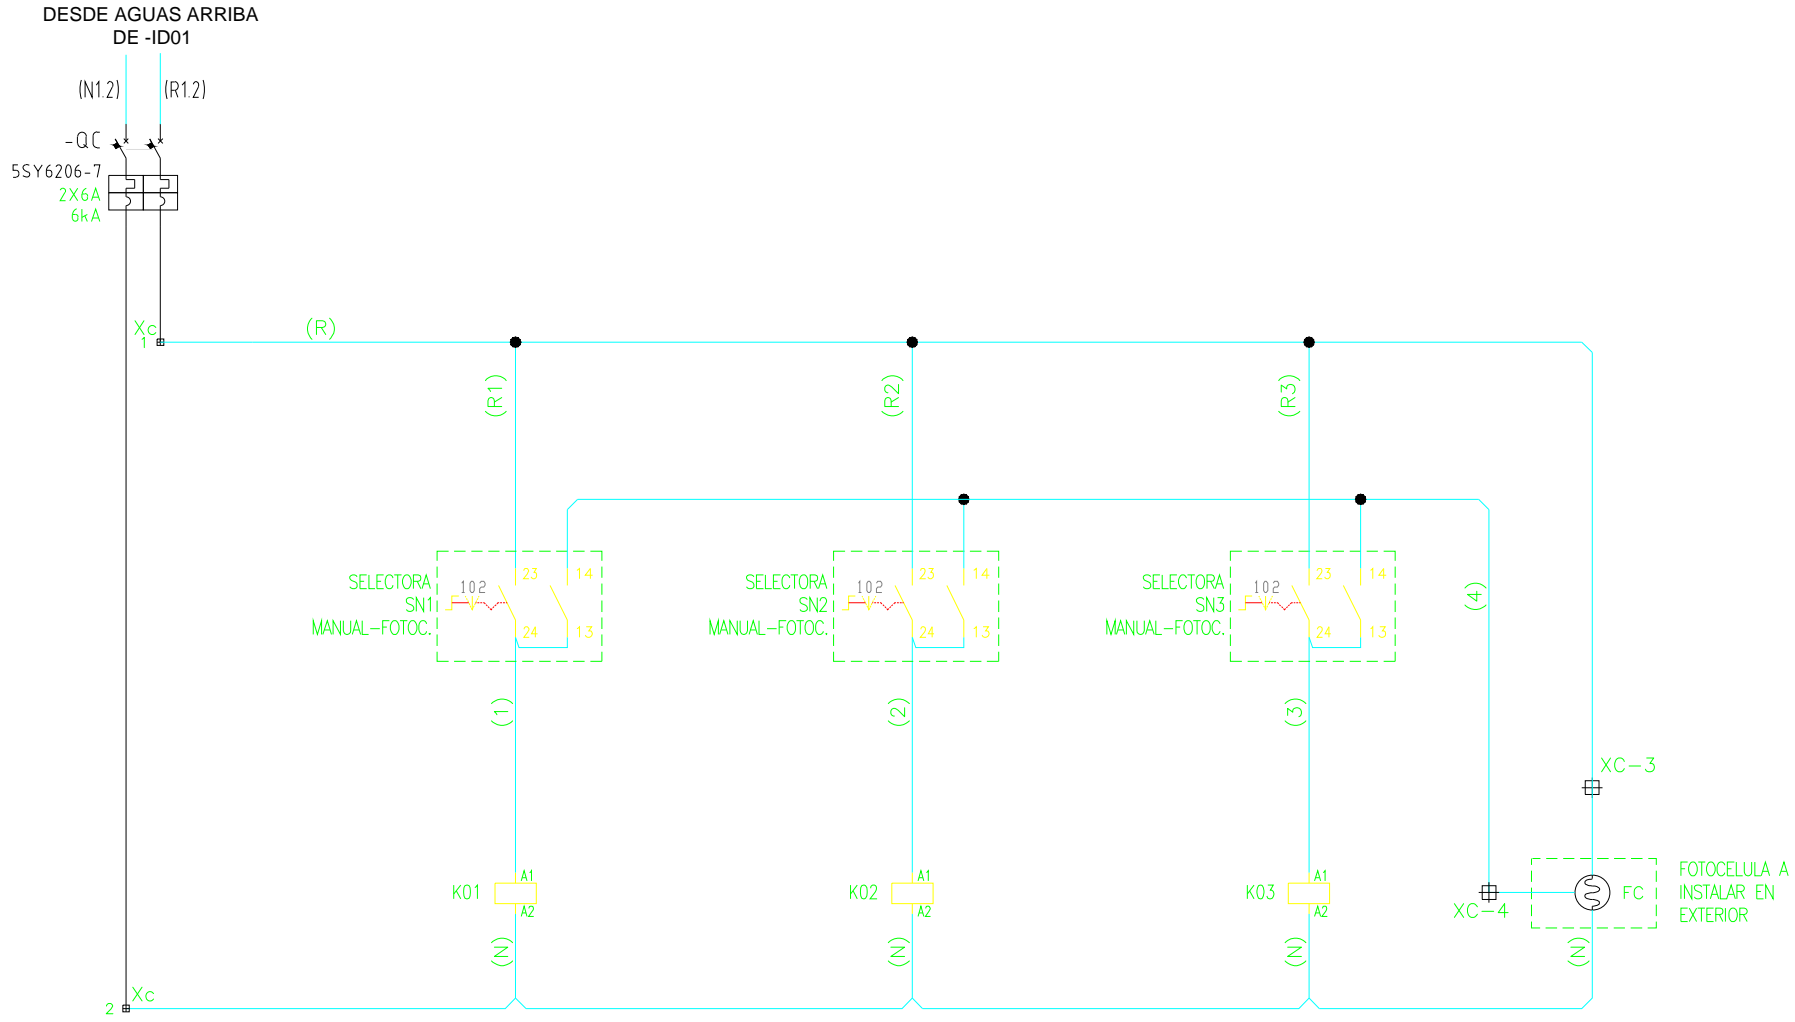 DESDE AGUAS ARRIBA
DE -ID01
(N1.2)
(R1.2)
-QC
5SY6206-7
2X6A
6kA
Xc
1
(R)
(R1)
(R2)
(R3)
SELECTORA
SN1
MANUAL-FOTOC.
102
23
14
24
13
SELECTORA
SN2
MANUAL-FOTOC.
102
23
14
24
13
SELECTORA
SN3
MANUAL-FOTOC.
102
23
14
24
13
(4)
(1)
(2)
(3)
XC-3
K01
A1
A2
K02
A1
A2
K03
A1
A2
XC-4
FC
FOTOCELULA A
INSTALAR EN
EXTERIOR
(N)
(N)
(N)
(N)
Xc
2